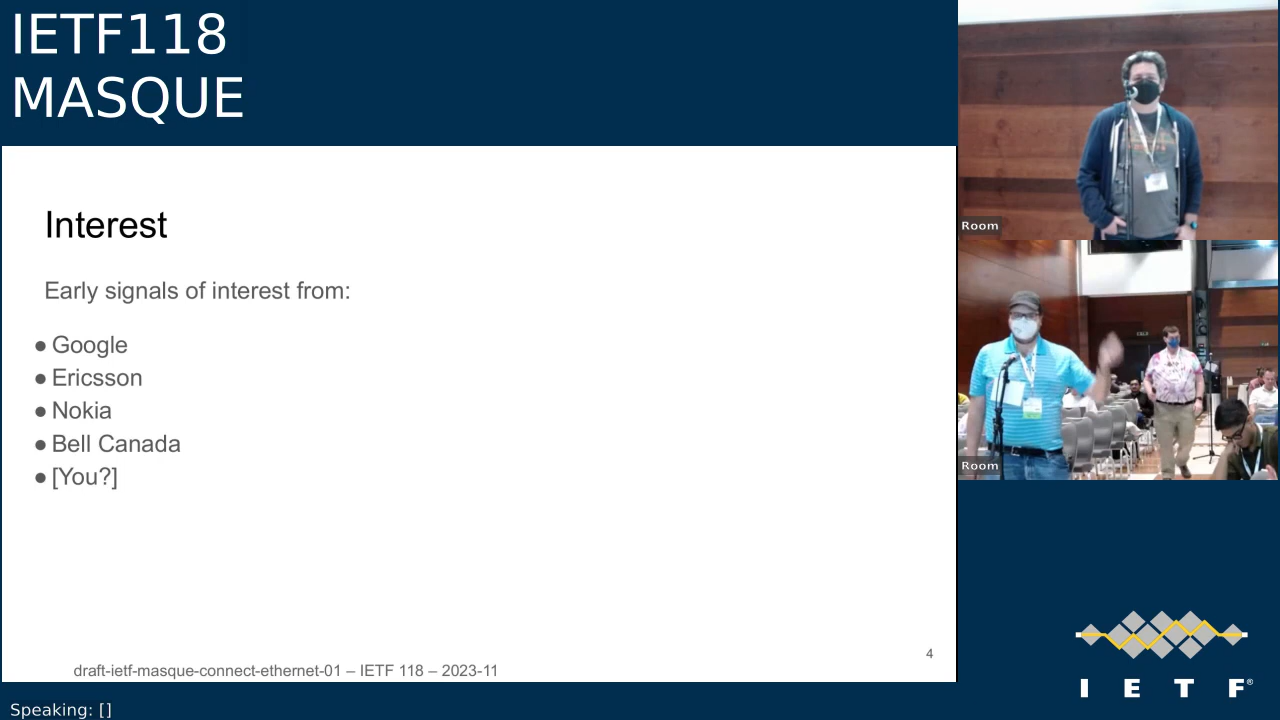 IETF118
MASQUE
Interest
Early signals of interest from:
● Google
● Ericsson
● Nokia
● Bell Canada
● [You?]
4
draft-ietf-masque-connect-ethernet-01 – IETF 118 – 2023-11
Room
Room
I E T F®
Speaking: []